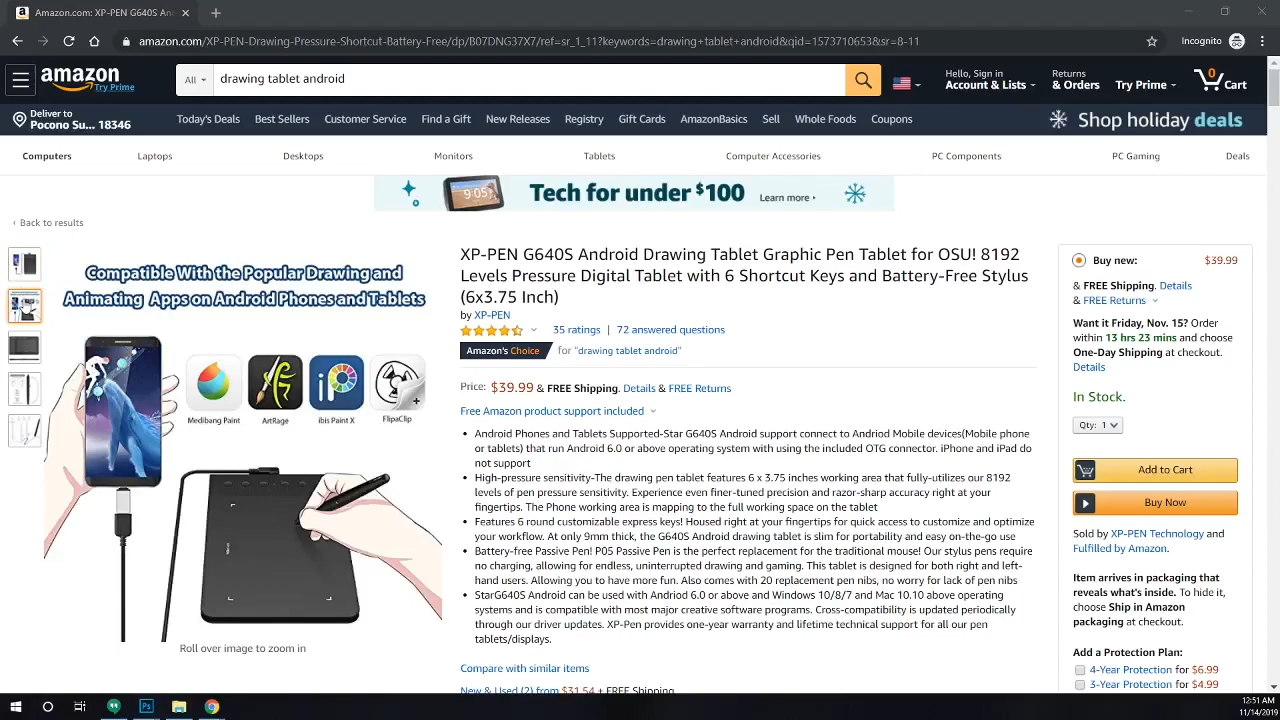 Amazon.com: XP-PEN G640S An
amazon.com/XP-PEN-Drawing-Pressure-Shortcut-Battery-Free/dp/B07DNG37X7/ref=sr_1_11?keywords=drawing+tablet+android&qid=1573710653&sr=8-11
Incognito
amazon
Try Prime
All
drawing tablet android
Hello, Sign in
Account & Lists
Returns
& Orders
Try Prime
0
Cart
Deliver to
Pocono Su... 18346
Today's Deals
Best Sellers
Customer Service
Find a Gift
New Releases
Registry
Gift Cards
AmazonBasics
Sell
Whole Foods
Coupons
Shop holiday deals
Computers
Laptops
Desktops
Monitors
Tablets
Computer Accessories
PC Components
PC Gaming
Deals
9:05
Tech for under $100
Learn more
‹ Back to results
Compatible With the Popular Drawing and
Animating Apps on Android Phones and Tablets
Medibang Paint
ArtRage
ibis Paint X
FlipaClip
Roll over image to zoom in
XP-PEN G640S Android Drawing Tablet Graphic Pen Tablet for OSU! 8192
Levels Pressure Digital Tablet with 6 Shortcut Keys and Battery-Free Stylus
(6x3.75 Inch)
by XP-PEN
35 ratings | 72 answered questions
Amazon's Choice for "drawing tablet android"
Price: $39.99 & FREE Shipping. Details & FREE Returns
Free Amazon product support included
• Android Phones and Tablets Supported-Star G640S Android support connect to Andriod Mobile devices(Mobile phone
or tablets) that run Android 6.0 or above operating system with using the included OTG connector. iPhone and iPad do
not support
• High-pressure sensitivity-The drawing pen tablet features 6 x 3.75 inches working area that fully-utilizes our 8192
levels of pen pressure sensitivity. Experience even finer-tuned precision and razor-sharp accuracy right at your
fingertips. The Phone working area is mapping to the full working space on the tablet
• Features 6 round customizable express keys! Housed right at your fingertips for quick access to customize and optimize
your workflow. At only 9mm thick, the G640S Android drawing tablet is slim for portability and easy on-the-go use
• Battery-free Passive Pen! P05 Passive Pen is the perfect replacement for the traditional mouse! Our stylus pens require
no charging, allowing for endless, uninterrupted drawing and gaming. This tablet is designed for both right and left-
hand users. Allowing you to have more fun. Also comes with 20 replacement pen nibs, no worry for lack of pen nibs
• StarG640S Android can be used with Andriod 6.0 or above and Windows 10/8/7 and Mac 10.10 above operating
systems and is compatible with most major creative software programs. Cross-compatibility is updated periodically
through our driver updates. XP-Pen provides one-year warranty and lifetime technical support for all our pen
tablets/displays.
Compare with similar items
New & Used (2) from $31.54 + FREE Shipping
Buy new: $39.99
& FREE Shipping. Details
& FREE Returns
Want it Friday, Nov. 15? Order
within 13 hrs 23 mins and choose
One-Day Shipping at checkout.
Details
In Stock.
Qty: 1
Add to Cart
Buy Now
Sold by XP-PEN Technology and
Fulfilled by Amazon.
Item arrives in packaging that
reveals what's inside. To hide it,
choose Ship in Amazon
packaging at checkout.
Add a Protection Plan:
4-Year Protection for $6.99
3-Year Protection for $4.99
12:51 AM
11/14/2019